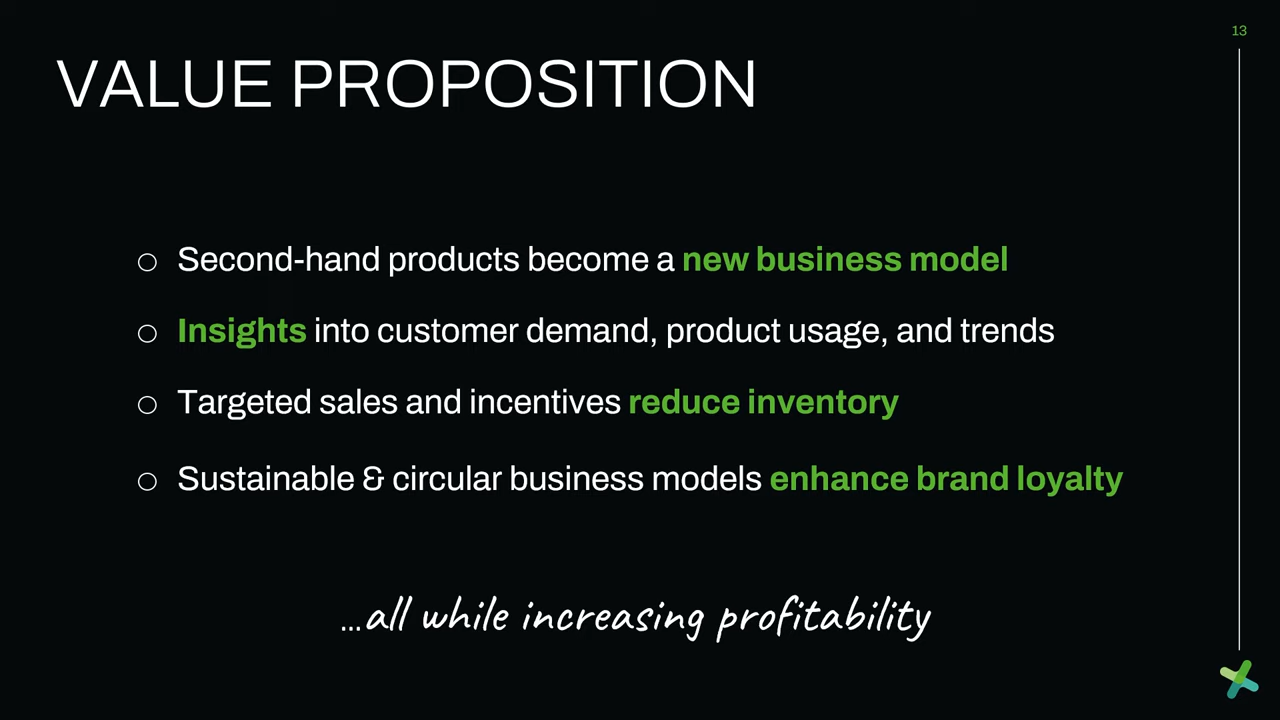 13
VALUE PROPOSITION
○ Second-hand products become a new business model
○ Insights into customer demand, product usage, and trends
○ Targeted sales and incentives reduce inventory
○ Sustainable & circular business models enhance brand loyalty
...all while increasing profitability